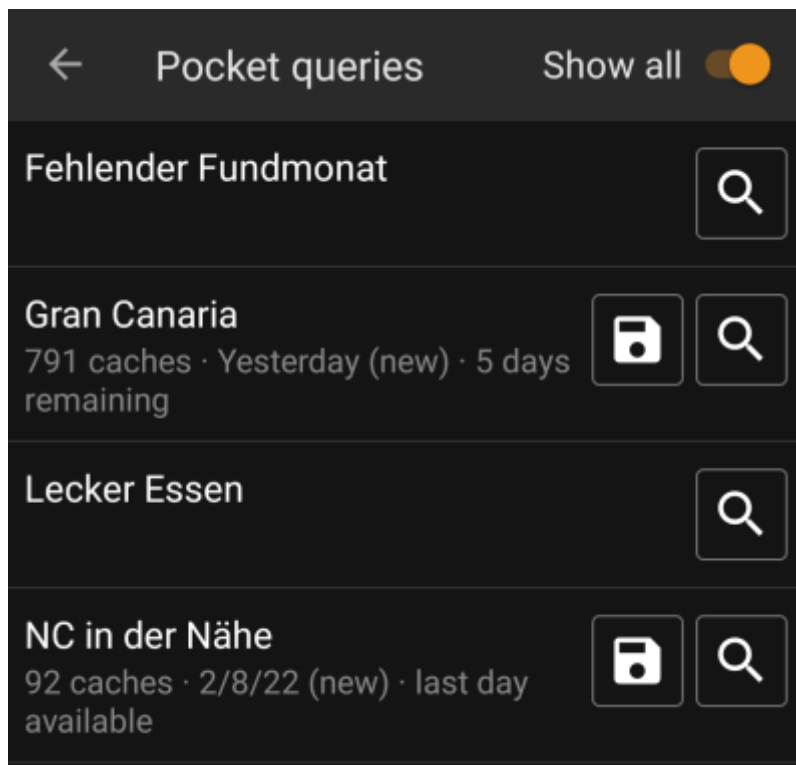 Pocket queries Show all
Fehlender Fundmonat
Gran Canaria
791 caches · Yesterday (new) · 5 days
remaining
Lecker Essen
NC in der Nähe
92 caches · 2/8/22 (new) · last day
available